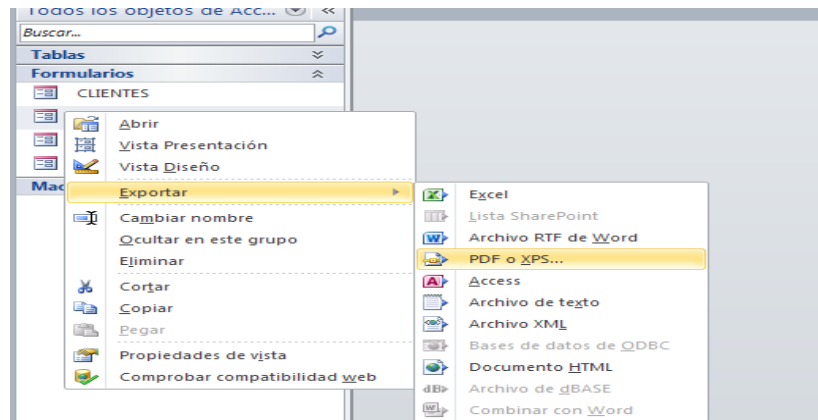 Todos los objetos de Acc...
Buscar...
Tablas
Formularios
CLIENTES
Mac
Abrir
Vista Presentación
Vista Diseño
Exportar
Cambiar nombre
Ocultar en este grupo
Eliminar
Cortar
Copiar
Pegar
Propiedades de vista
Comprobar compatibilidad web
Excel
Lista SharePoint
Archivo RTF de Word
PDF o XPS...
Access
Archivo de texto
Archivo XML
Bases de datos de ODBC
Documento HTML
Archivo de dBASE
Combinar con Word